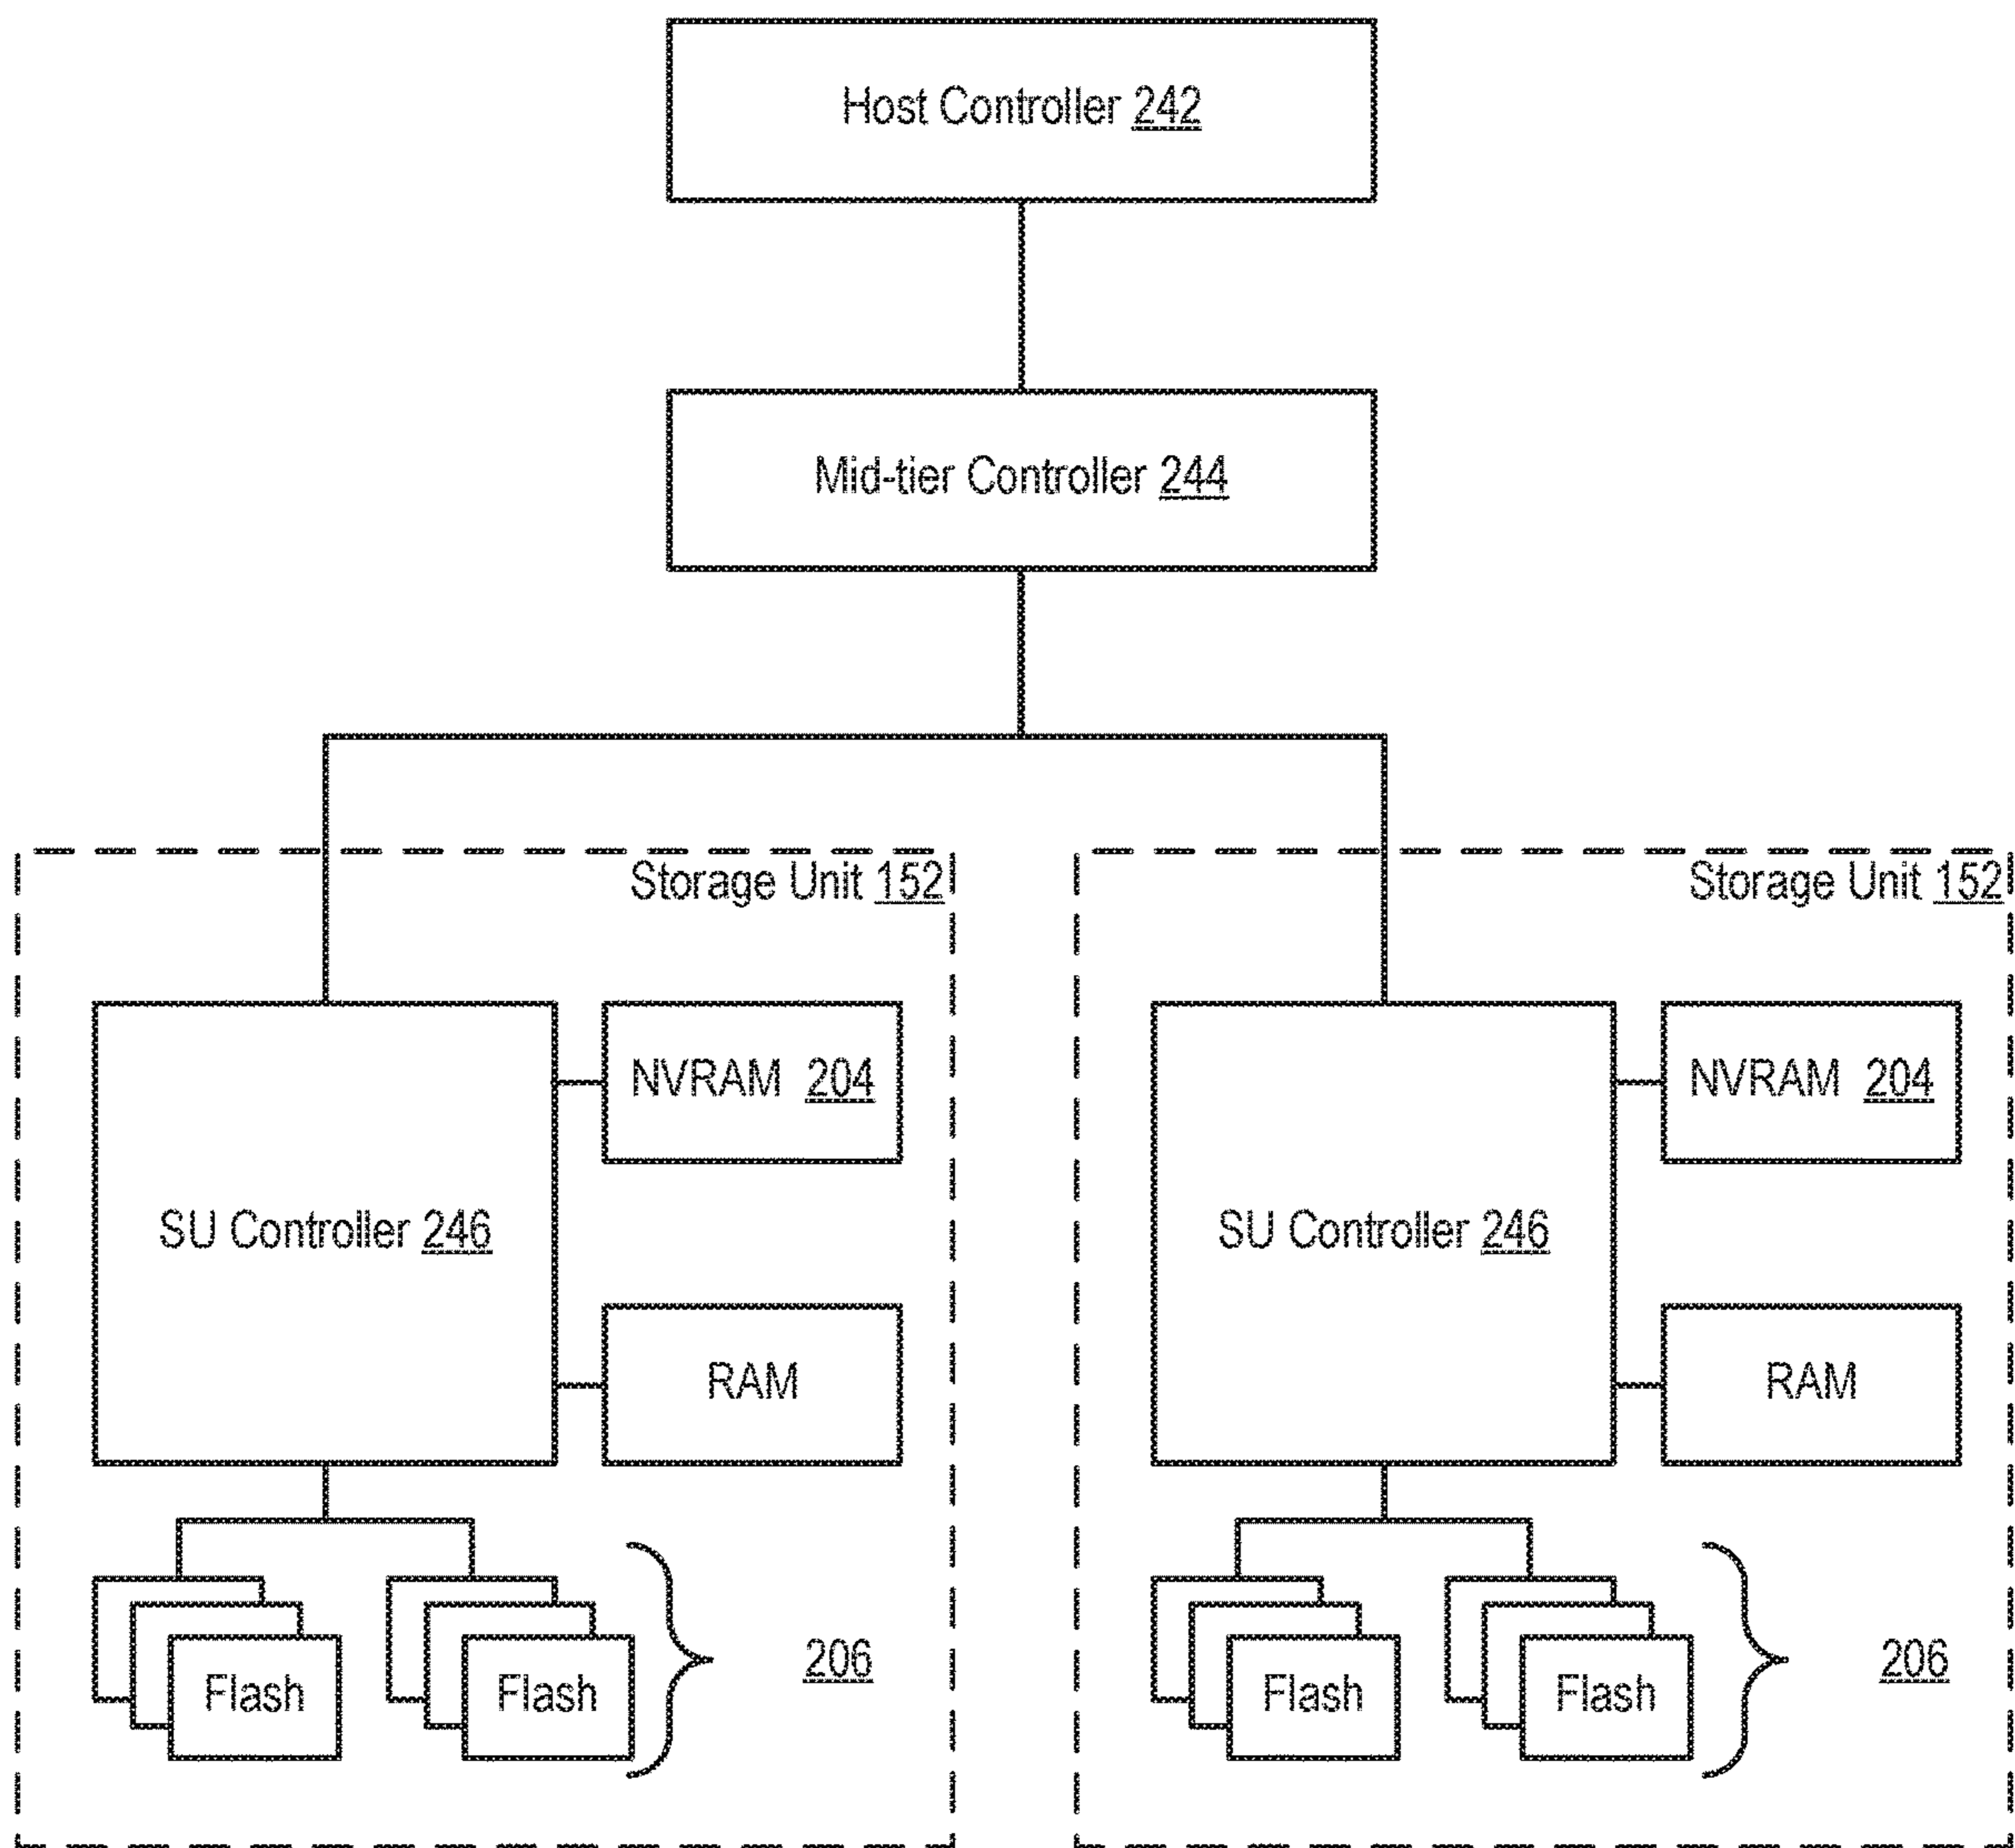 Host Controller 242
Mid-tier Controller 244
Storage Unit 152
SU Controller 246
NVRAM 204
RAM
Flash
Flash
206
Storage Unit 152
SU Controller 246
NVRAM 204
RAM
Flash
Flash
206